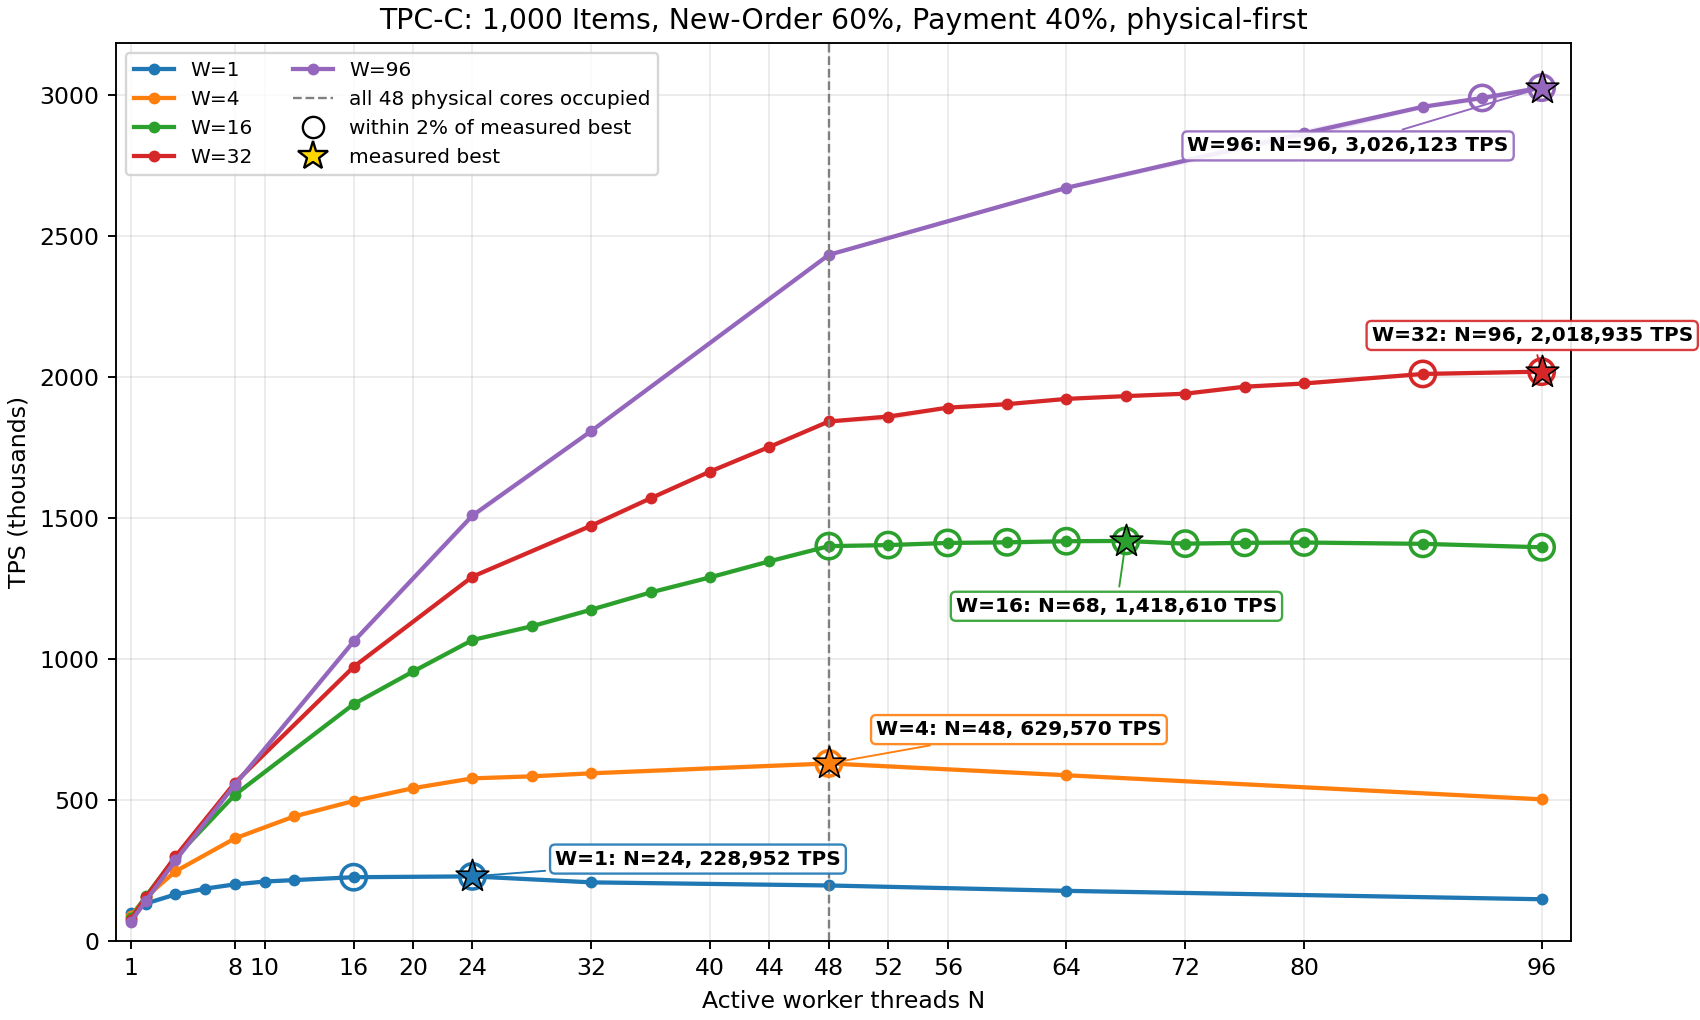 TPC-C: 1,000 Items, New-Order 60%, Payment 40%, physical-first
W=1
W=4
W=16
W=32
W=96
all 48 physical cores occupied
within 2% of measured best
measured best
W=96: N=96, 3,026,123 TPS
W=32: N=96, 2,018,935 TPS
W=16: N=68, 1,418,610 TPS
W=4: N=48, 629,570 TPS
W=1: N=24, 228,952 TPS
TPS (thousands)
3000
2500
2000
1500
1000
500
0
1 8 10 16 20 24 32 40 44 48 52 56 64 72 80 96
Active worker threads N